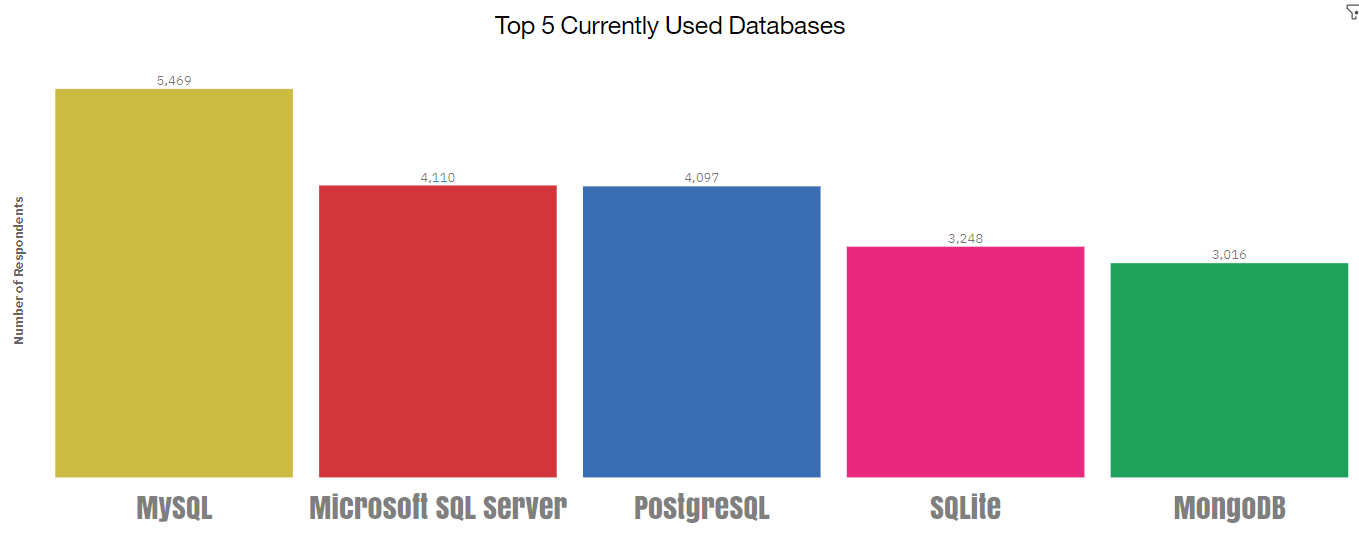 Top 5 Currently Used Databases
Number of Respondents
5,469
4,110
4,097
3,248
3,016
MySQL
Microsoft SQL Server
PostgreSQL
SQLite
MongoDB